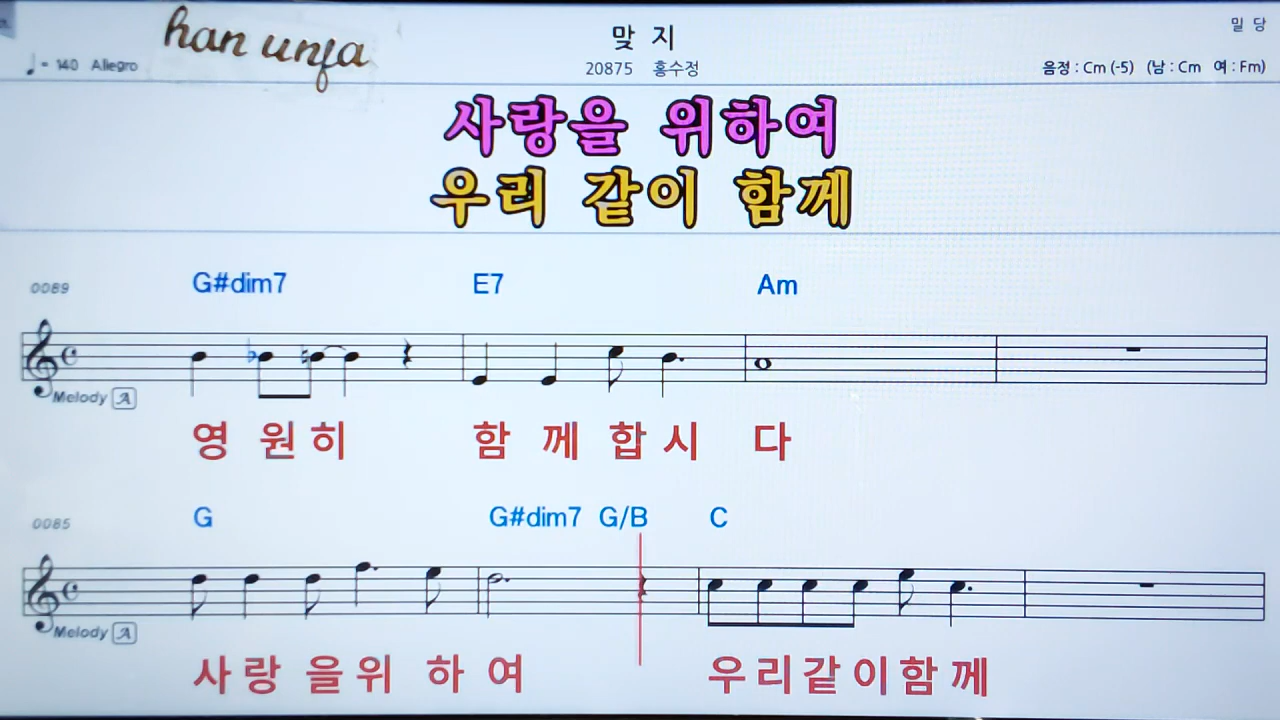 han unfa
맞지
밀당
♩= 140 Allegro
20875 홍수정
음정 : Cm (-5) (남 : Cm 여 : Fm)
사랑을 위하여
우리 같이 함께
0089 G#dim7 E7 Am
Melody A
영 원히 함 께 합 시 다
0085 G G#dim7 G/B C
Melody A
사 랑 을 위 하 여 우 리 같 이 함 께